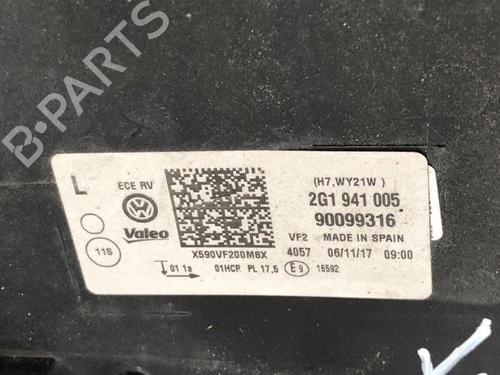 B-PARTS
L
ECE RV
(H7,WY21W )
2G1 941 005
90099316
Valeo
11S
X590VF200M8X
VF2 MADE IN SPAIN
4057 06/11/17 09:00
01 1a 01HCR PL 17,5 E9 16592